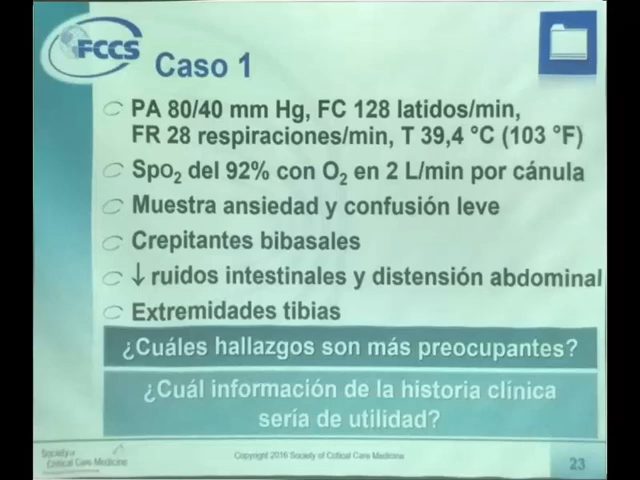 FCCS
Caso 1
PA 80/40 mm Hg, FC 128 latidos/min,
FR 28 respiraciones/min, T 39,4 °C (103 °F)
Spo₂ del 92% con O₂ en 2 L/min por cánula
Muestra ansiedad y confusión leve
Crepitantes bibasales
↓ ruidos intestinales y distensión abdominal
Extremidades tibias
¿Cuáles hallazgos son más preocupantes?
¿Cuál información de la historia clínica
sería de utilidad?
Society of
Critical Care Medicine
Copyright 2016 Society of Critical Care Medicine
23